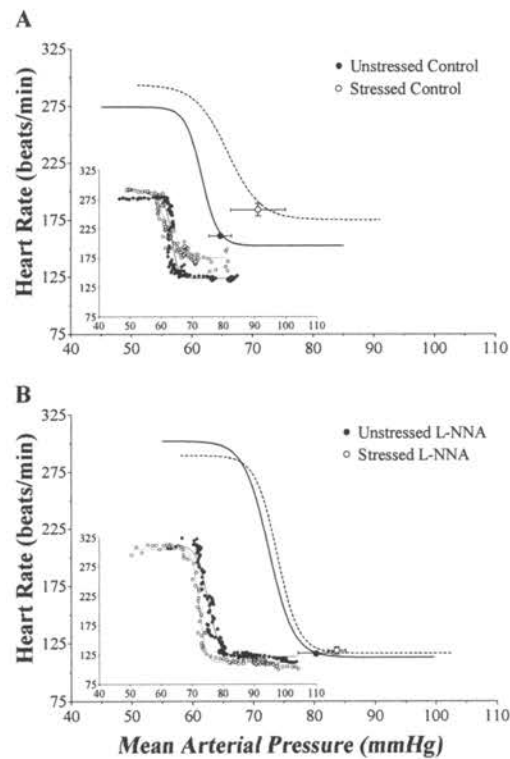 A
325
275
225
175
125
75
40 50 60 70 80 90 100 110
Heart Rate (beats/min)
Unstressed Control
Stressed Control
325
275
225
175
125
75
40 50 60 70 80 90 100 110
B
325
275
225
175
125
75
40 50 60 70 80 90 100 110
Heart Rate (beats/min)
Unstressed L-NNA
Stressed L-NNA
325
275
225
175
125
75
40 50 60 70 80 90 100 110
Mean Arterial Pressure (mmHg)